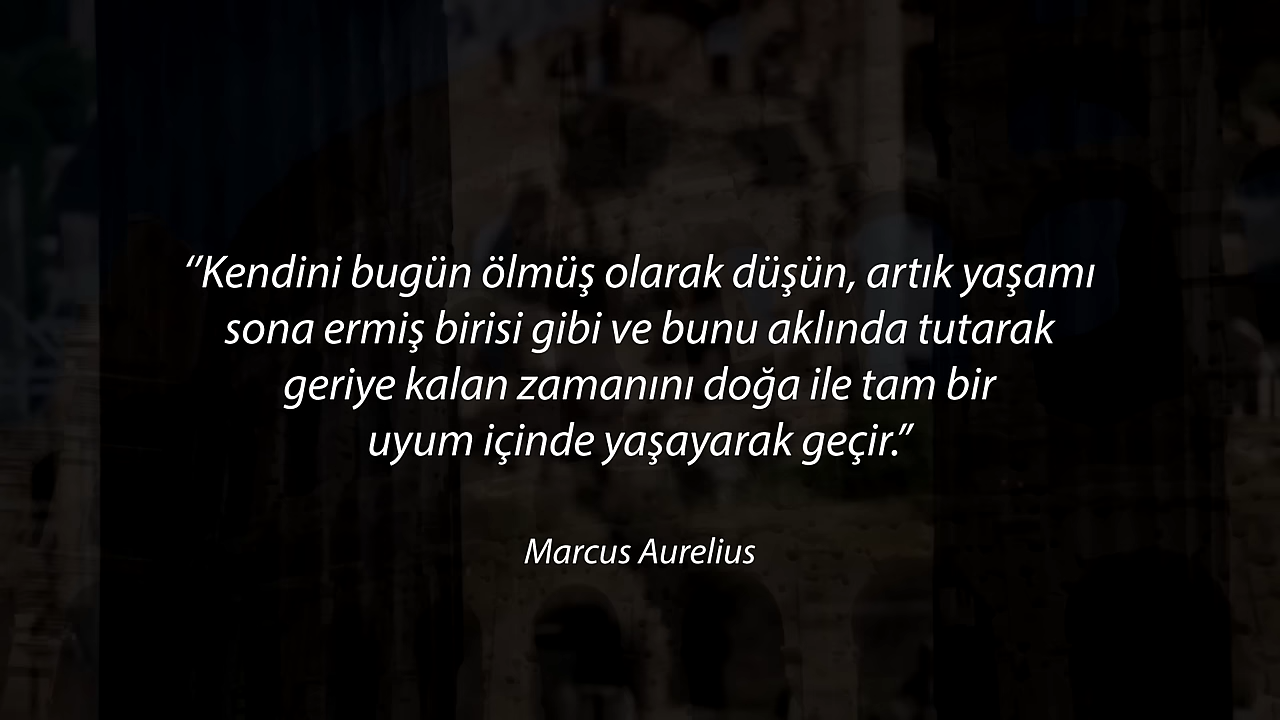 “Kendini bugün ölmüş olarak düşün, artık yaşamı
sona ermiş birisi gibi ve bunu aklında tutarak
geriye kalan zamanını doğa ile tam bir
uyum içinde yaşayarak geçir.”
Marcus Aurelius